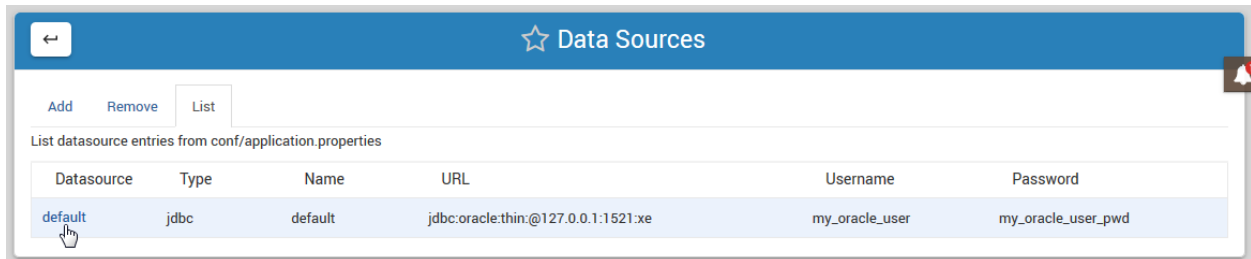 Data Sources
Add Remove List
List datasource entries from conf/application.properties
Datasource Type Name URL Username Password
default jdbc default jdbc:oracle:thin:@127.0.0.1:1521:xe my_oracle_user my_oracle_user_pwd